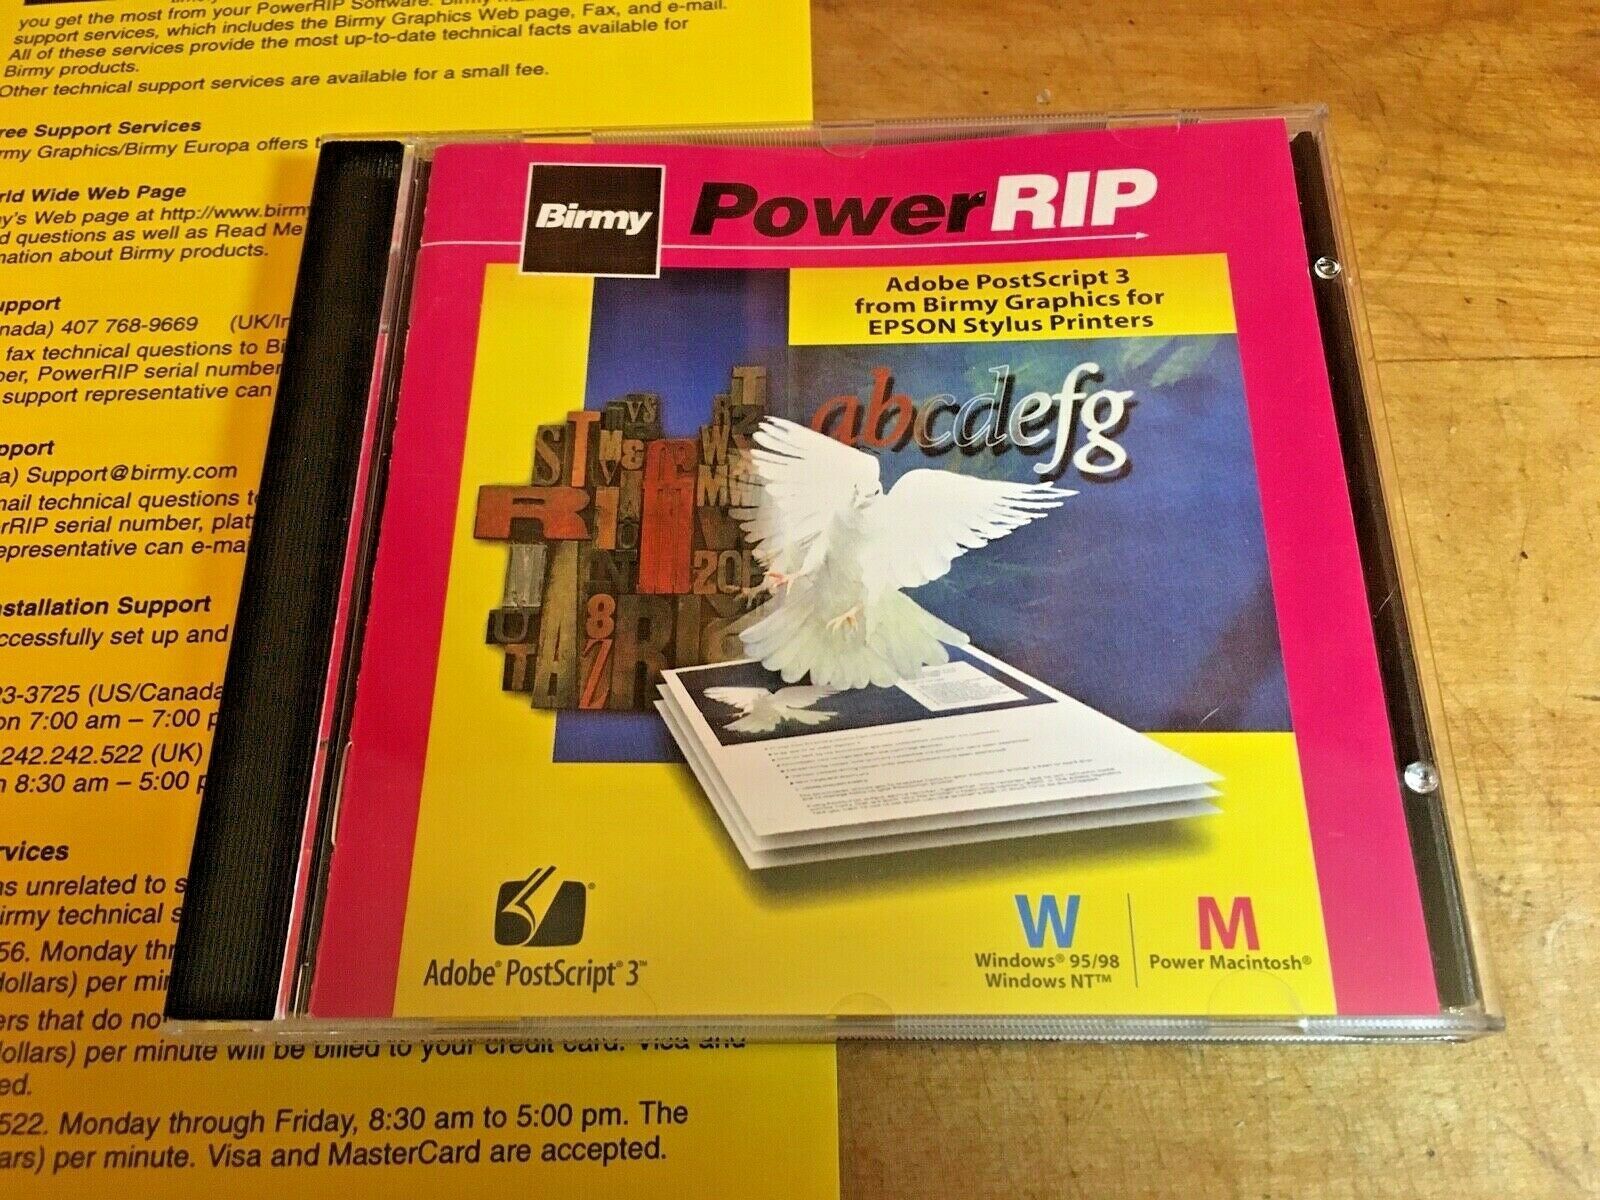 you get the most from your PowerRIP Software.
support services, which includes the Birmy Graphics Web page, Fax, and e-mail.
All of these services provide the most up-to-date technical facts available for
Birmy products.
Other technical support services are available for a small fee.
ree Support Services
rmy Graphics/Birmy Europa offers t
rld Wide Web Page
y's Web page at http://www.birmy
d questions as well as Read Me
mation about Birmy products.
upport
nada) 407 768-9669 (UK/In
fax technical questions to Bi
ber, PowerRIP serial number
support representative can
pport
a) Support@birmy.com
nail technical questions to
erRIP serial number, plat
epresentative can e-mai
nstallation Support
ccessfully set up and
23-3725 (US/Canada
on 7:00 am – 7:00 p
.242.242.522 (UK)
n 8:30 am – 5:00 p
rvices
ns unrelated to s
irmy technical s
56. Monday thr
dollars) per min
ers that do not
dollars) per minute will be billed to your credit card. Visa and
ed.
522. Monday through Friday, 8:30 am to 5:00 pm. The
ars) per minute. Visa and MasterCard are accepted.
Birmy
PowerRIP
Adobe PostScript 3
from Birmy Graphics for
EPSON Stylus Printers
abcdefg
Adobe® PostScript® 3™
W
Windows® 95/98
Windows NT™
M
Power Macintosh®